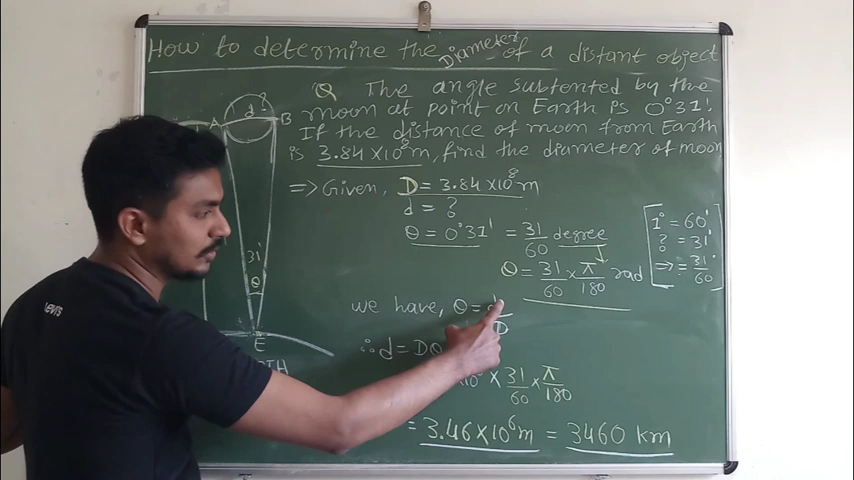 How to determine the Diameter of a distant object
Q The angle subtented by the
moon at point on Earth is 0°31'.
If the distance of moon from Earth
is 3.84 X10⁸m, find the diameter of moon
A d ? B
31'
θ
E
=> Given, D = 3.84 X10⁸ m
d = ?
θ = 0°31' = 31/60 degree
θ = 31/60 x π/180 rad
1° = 60'
? = 31'
=> = 31'/60
we have, θ =
D
∴ d = Dθ
X 31/60 x π/180
= 3.46 X10⁶ m = 3460 km
Levi's